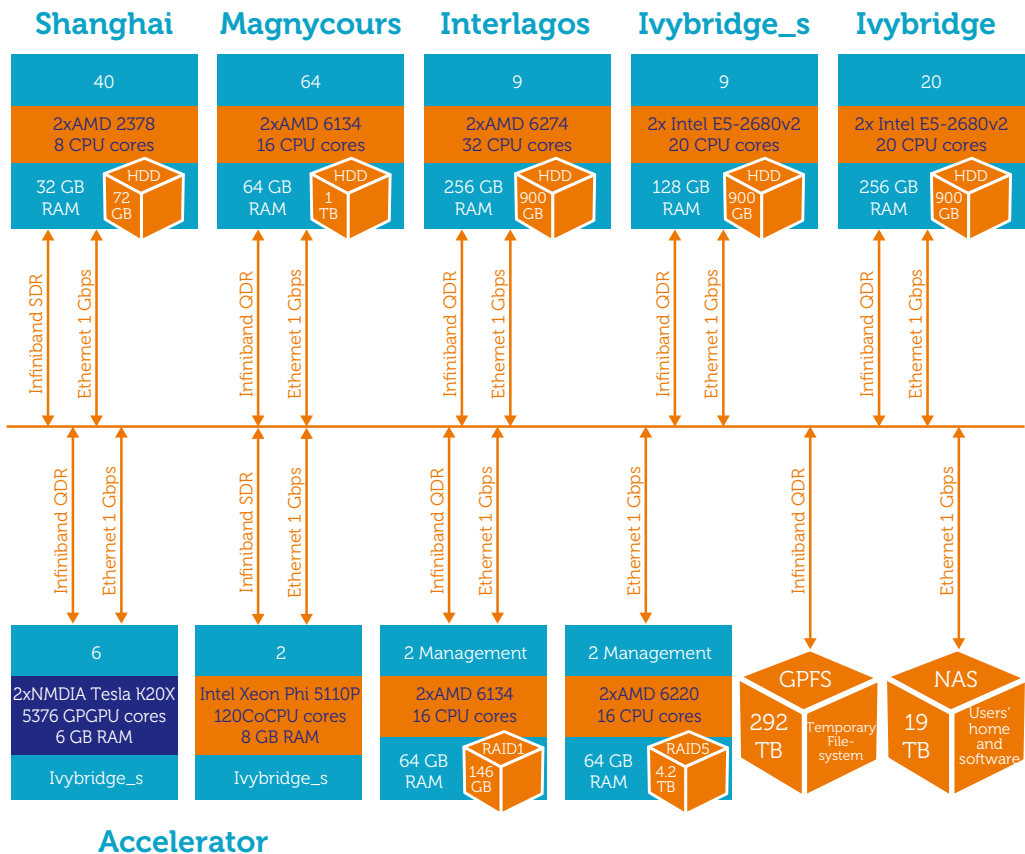 Shanghai
Magnycours
Interlagos
Ivybridge_s
Ivybridge
40
2xAMD 2378
8 CPU cores
32 GB
RAM
HDD
72
GB
64
2xAMD 6134
16 CPU cores
64 GB
RAM
HDD
1
TB
9
2xAMD 6274
32 CPU cores
256 GB
RAM
HDD
900
GB
9
2x Intel E5-2680v2
20 CPU cores
128 GB
RAM
HDD
900
GB
20
2x Intel E5-2680v2
20 CPU cores
256 GB
RAM
HDD
900
GB
Infiniband SDR
Ethernet 1 Gbps
Infiniband QDR
Ethernet 1 Gbps
Infiniband QDR
Ethernet 1 Gbps
Infiniband QDR
Ethernet 1 Gbps
Infiniband QDR
Ethernet 1 Gbps
Infiniband QDR
Ethernet 1 Gbps
Infiniband SDR
Ethernet 1 Gbps
Infiniband QDR
Ethernet 1 Gbps
Ethernet 1 Gbps
Infiniband QDR
Ethernet 1 Gbps
6
2xNMDIA Tesla K20X
5376 GPGPU cores
6 GB RAM
Ivybridge_s
2
Intel Xeon Phi 5110P
120CoCPU cores
8 GB RAM
Ivybridge_s
2 Management
2xAMD 6134
16 CPU cores
64 GB
RAM
RAID1
146
GB
2 Management
2xAMD 6220
16 CPU cores
64 GB
RAM
RAID5
4.2
TB
GPFS
292
TB
Temporary
File-
system
NAS
19
TB
Users'
home
and
software
Accelerator